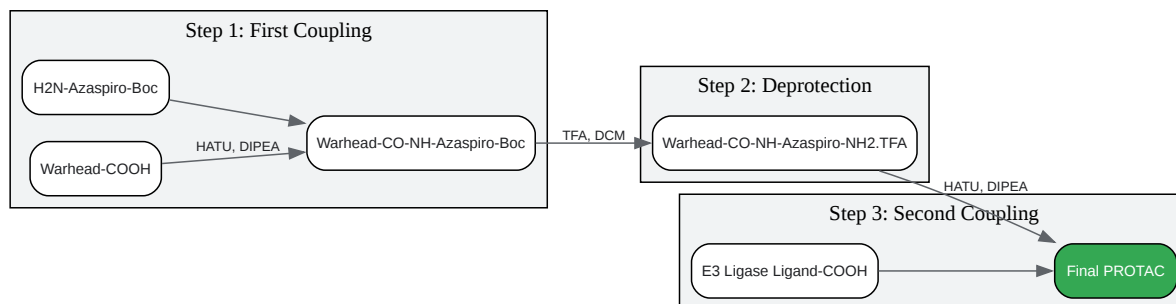 Step 1: First Coupling
H2N-Azaspiro-Boc
Warhead-COOH
HATU, DIPEA
Warhead-CO-NH-Azaspiro-Boc
TFA, DCM
Step 2: Deprotection
Warhead-CO-NH-Azaspiro-NH2.TFA
HATU, DIPEA
Step 3: Second Coupling
E3 Ligase Ligand-COOH
Final PROTAC